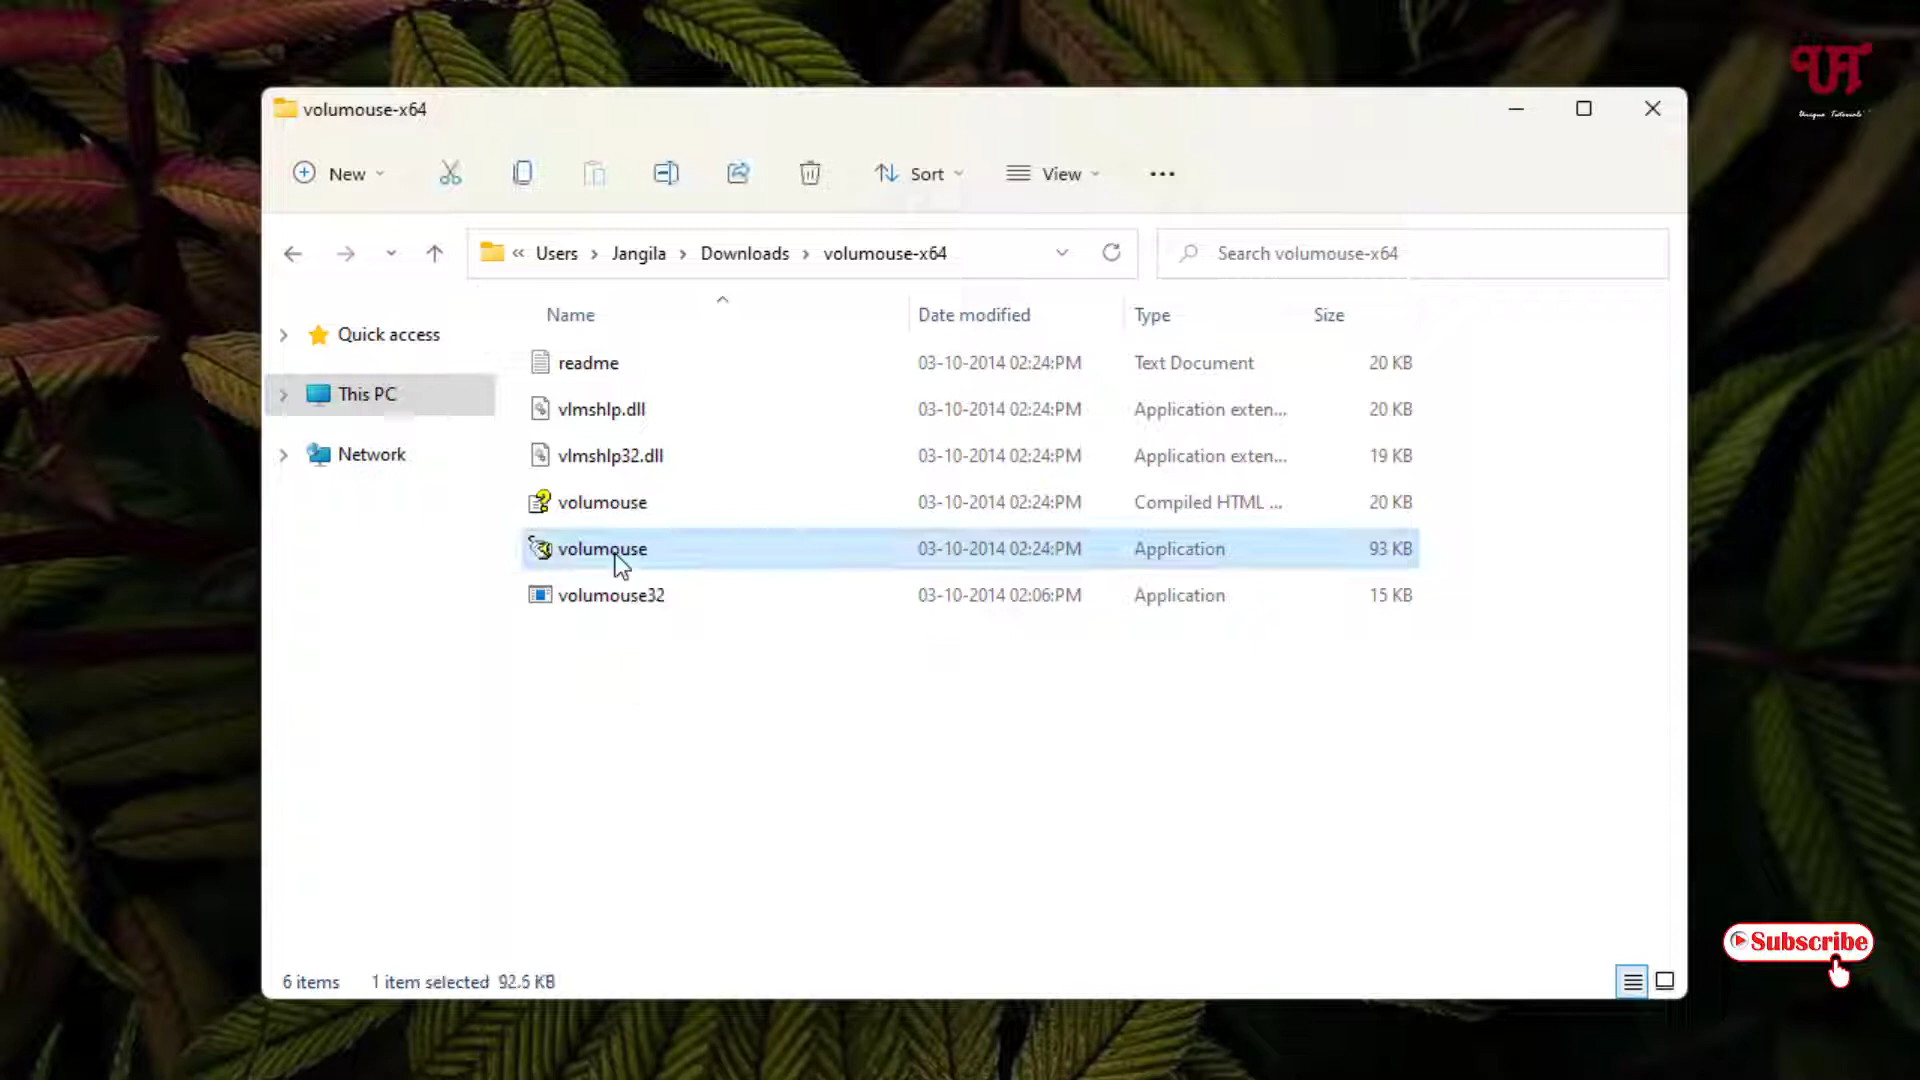 volumouse-x64
New
Sort
View
Users > Jangila > Downloads > volumouse-x64
Search volumouse-x64
Quick access
This PC
Network
Name Date modified Type Size
readme 03-10-2014 02:24:PM Text Document 20 KB
vlmshlp.dll 03-10-2014 02:24:PM Application exten... 20 KB
vlmshlp32.dll 03-10-2014 02:24:PM Application exten... 19 KB
volumouse 03-10-2014 02:24:PM Compiled HTML ... 20 KB
volumouse 03-10-2014 02:24:PM Application 93 KB
volumouse32 03-10-2014 02:06:PM Application 15 KB
6 items 1 item selected 92.5 KB
UT
Unique Tutorials
Subscribe